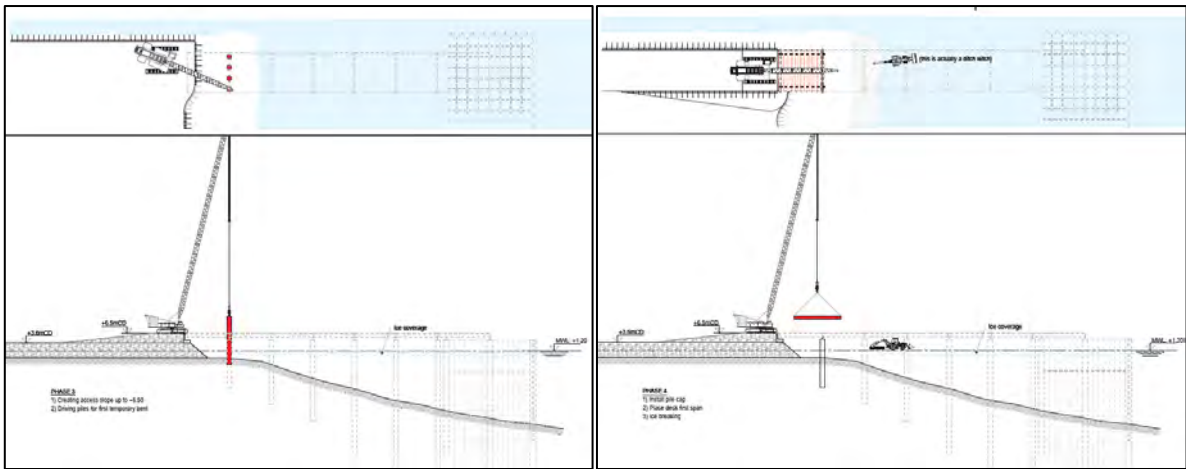 +3.6mCD
+6.5mCD
Ice coverage
MWL. +1.20
PHASE 3
1) Creating access slope up to +6.50
2) Driving piles for first temporary bent
(this is actually a ditch witch)
+3.6mCD
+6.5mCD
Ice coverage
MWL. +1.20
PHASE 4
1) Install pile cap
2) Place deck first span
3) Ice breaking